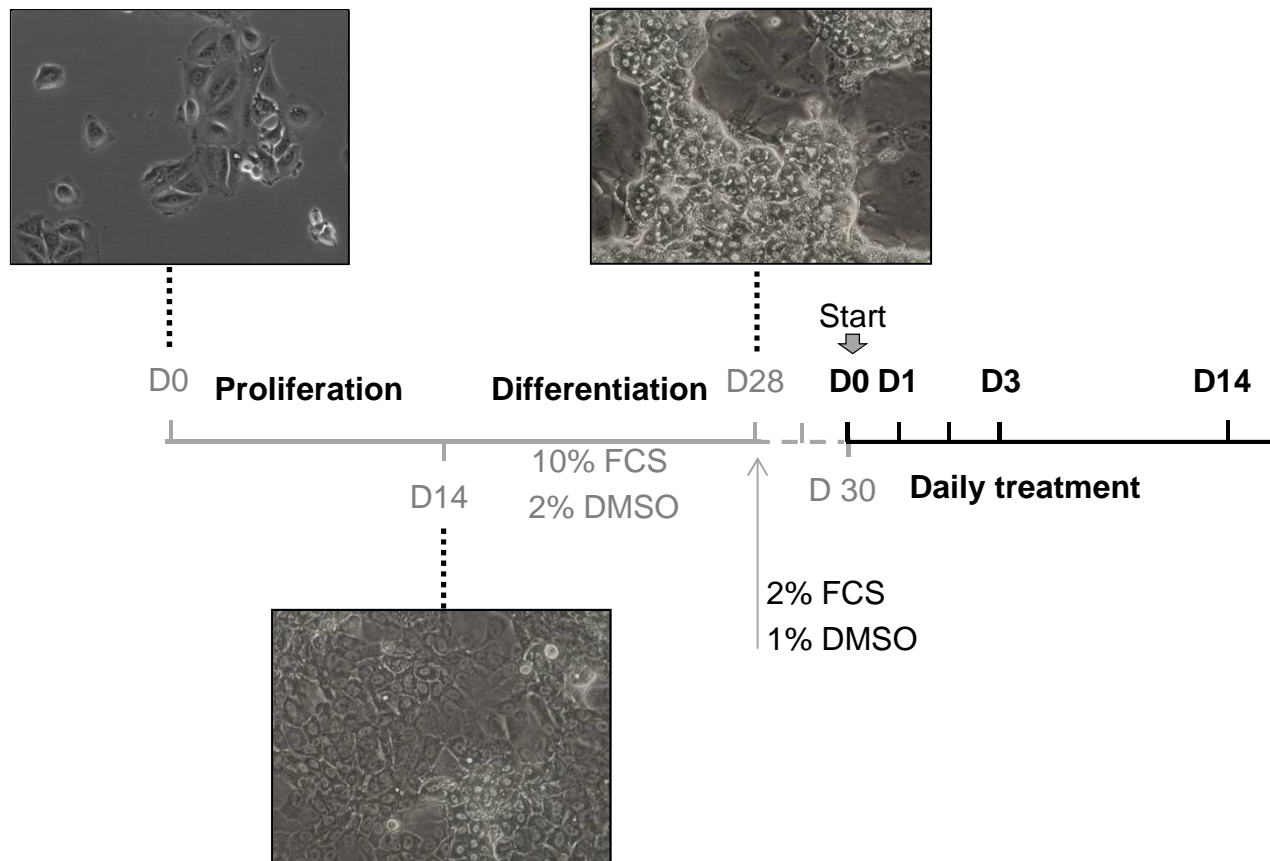 Start
D0
Proliferation
Differentiation
D28
D0 D1
D3
D14
10% FCS
2% DMSO
D14
D 30
Daily treatment
2% FCS
1% DMSO